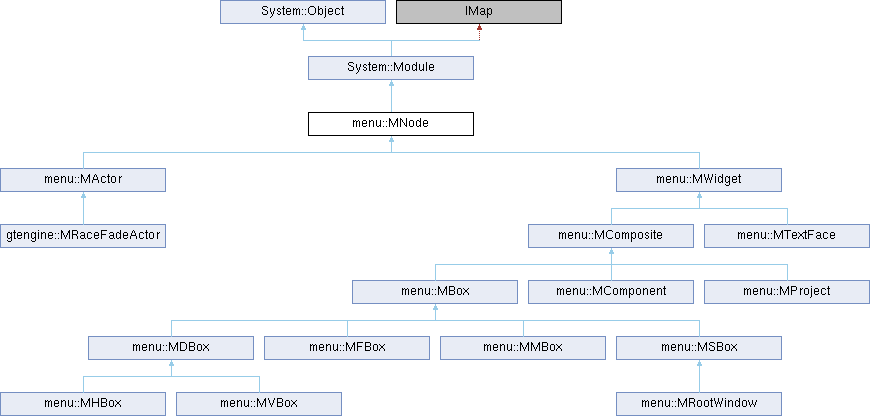 System::Object
IMap
System::Module
menu::MNode
menu::MActor
menu::MWidget
gtengine::MRaceFadeActor
menu::MComposite
menu::MTextFace
menu::MBox
menu::MComponent
menu::MProject
menu::MDBox
menu::MFBox
menu::MMBox
menu::MSBox
menu::MHBox
menu::MVBox
menu::MRootWindow